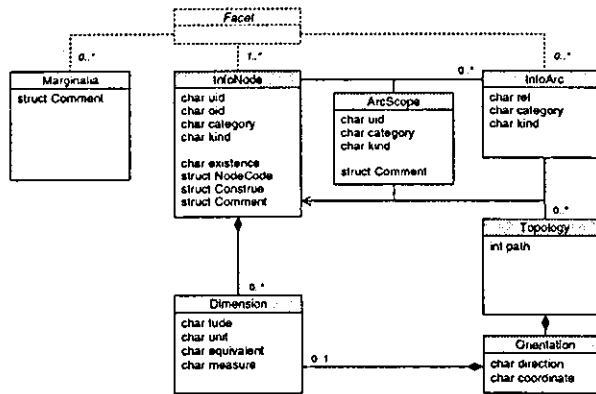 Facet
0..*
1..*
0..*
Marginalia
struct Comment
InfoNode
char uid
char oid
char category
char kind
char existence
struct NodeCode
struct Construe
struct Comment
0..*
ArcScope
char uid
char category
char kind
struct Comment
InfoArc
char rel
char category
char kind
0..*
Topology
int path
0..*
Dimension
char tude
char unit
char equivalent
char measure
0..1
Orientation
char direction
char coordinate